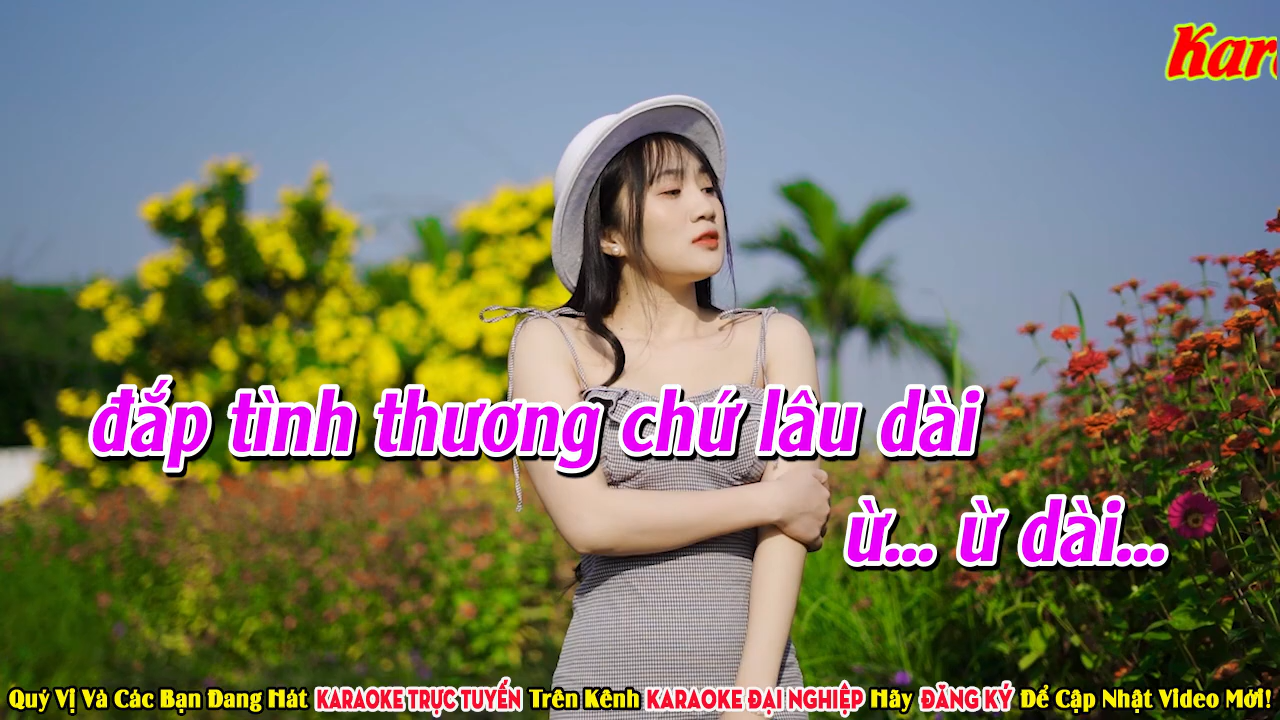 đắp tình thương chứ lâu dài
ừ... ừ dài...
Quý Vị Và Các Bạn Đang Hát KARAOKE TRỰC TUYẾN Trên Kênh KARAOKE ĐẠI NGHIỆP Hãy ĐĂNG KÝ Để Cập Nhật Video Mới!